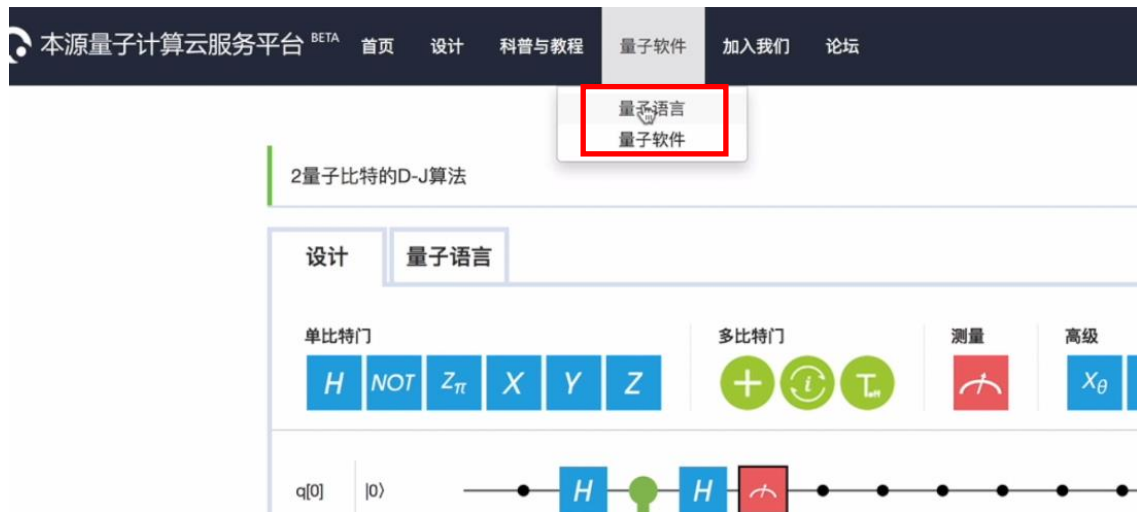 本源量子计算云服务平台 BETA 首页 设计 科普与教程 量子软件 加入我们 论坛
量子语言
量子软件
2量子比特的D-J算法
设计 量子语言
单比特门 多比特门 测量 高级
H NOT Zπ X Y Z + i Toff Xθ
q[0] |0⟩ H H